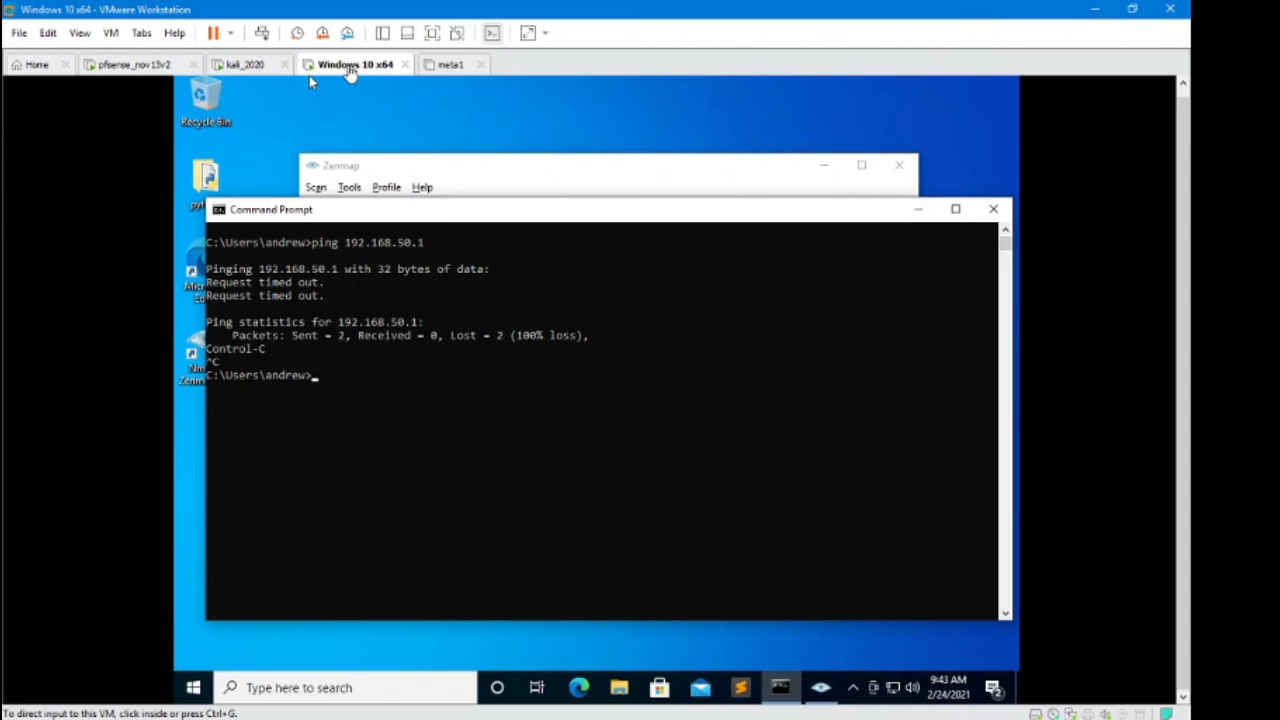 Windows 10 x64 - VMware Workstation
File Edit View VM Tabs Help
Home pfsense_nov13v2 kali_2020 Windows 10 x64 meta1
Recycle Bin
Zenmap
Scan Tools Profile Help
Command Prompt
C:\Users\andrew>ping 192.168.50.1
Pinging 192.168.50.1 with 32 bytes of data:
Request timed out.
Request timed out.
Ping statistics for 192.168.50.1:
Packets: Sent = 2, Received = 0, Lost = 2 (100% loss),
Control-C
^C
C:\Users\andrew>
Type here to search
9:43 AM
2/24/2021
2
To direct input to this VM, click inside or press Ctrl+G.